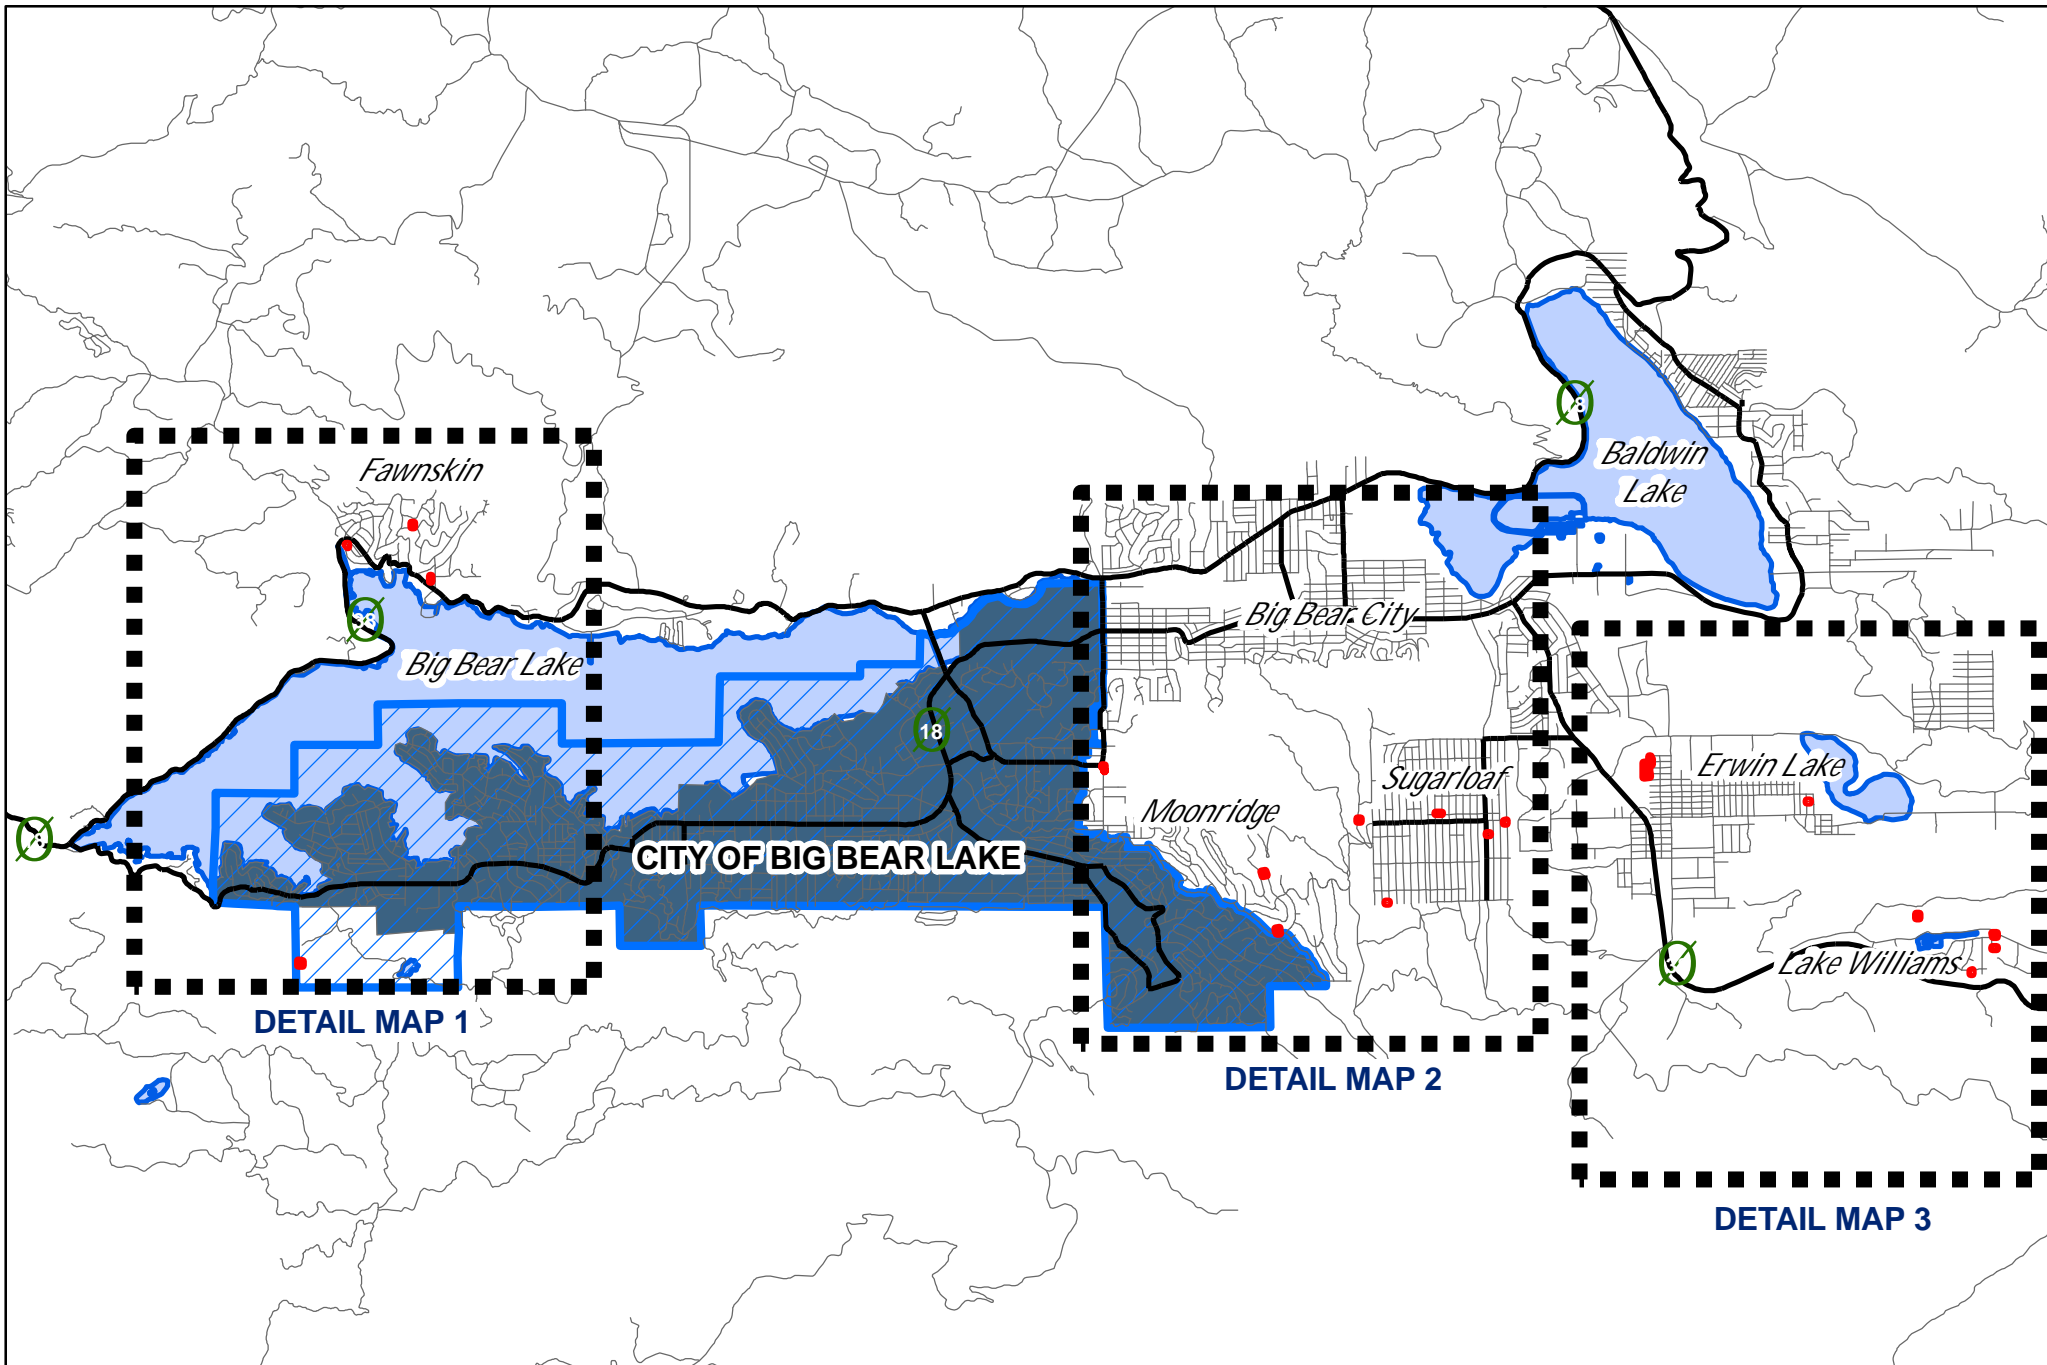 Fawnskin
Baldwin
Lake
38
Big Bear City
Big Bear Lake
18
Erwin Lake
Sugarloaf
Moonridge
CITY OF BIG BEAR LAKE
Lake Williams
DETAIL MAP 1
DETAIL MAP 2
DETAIL MAP 3